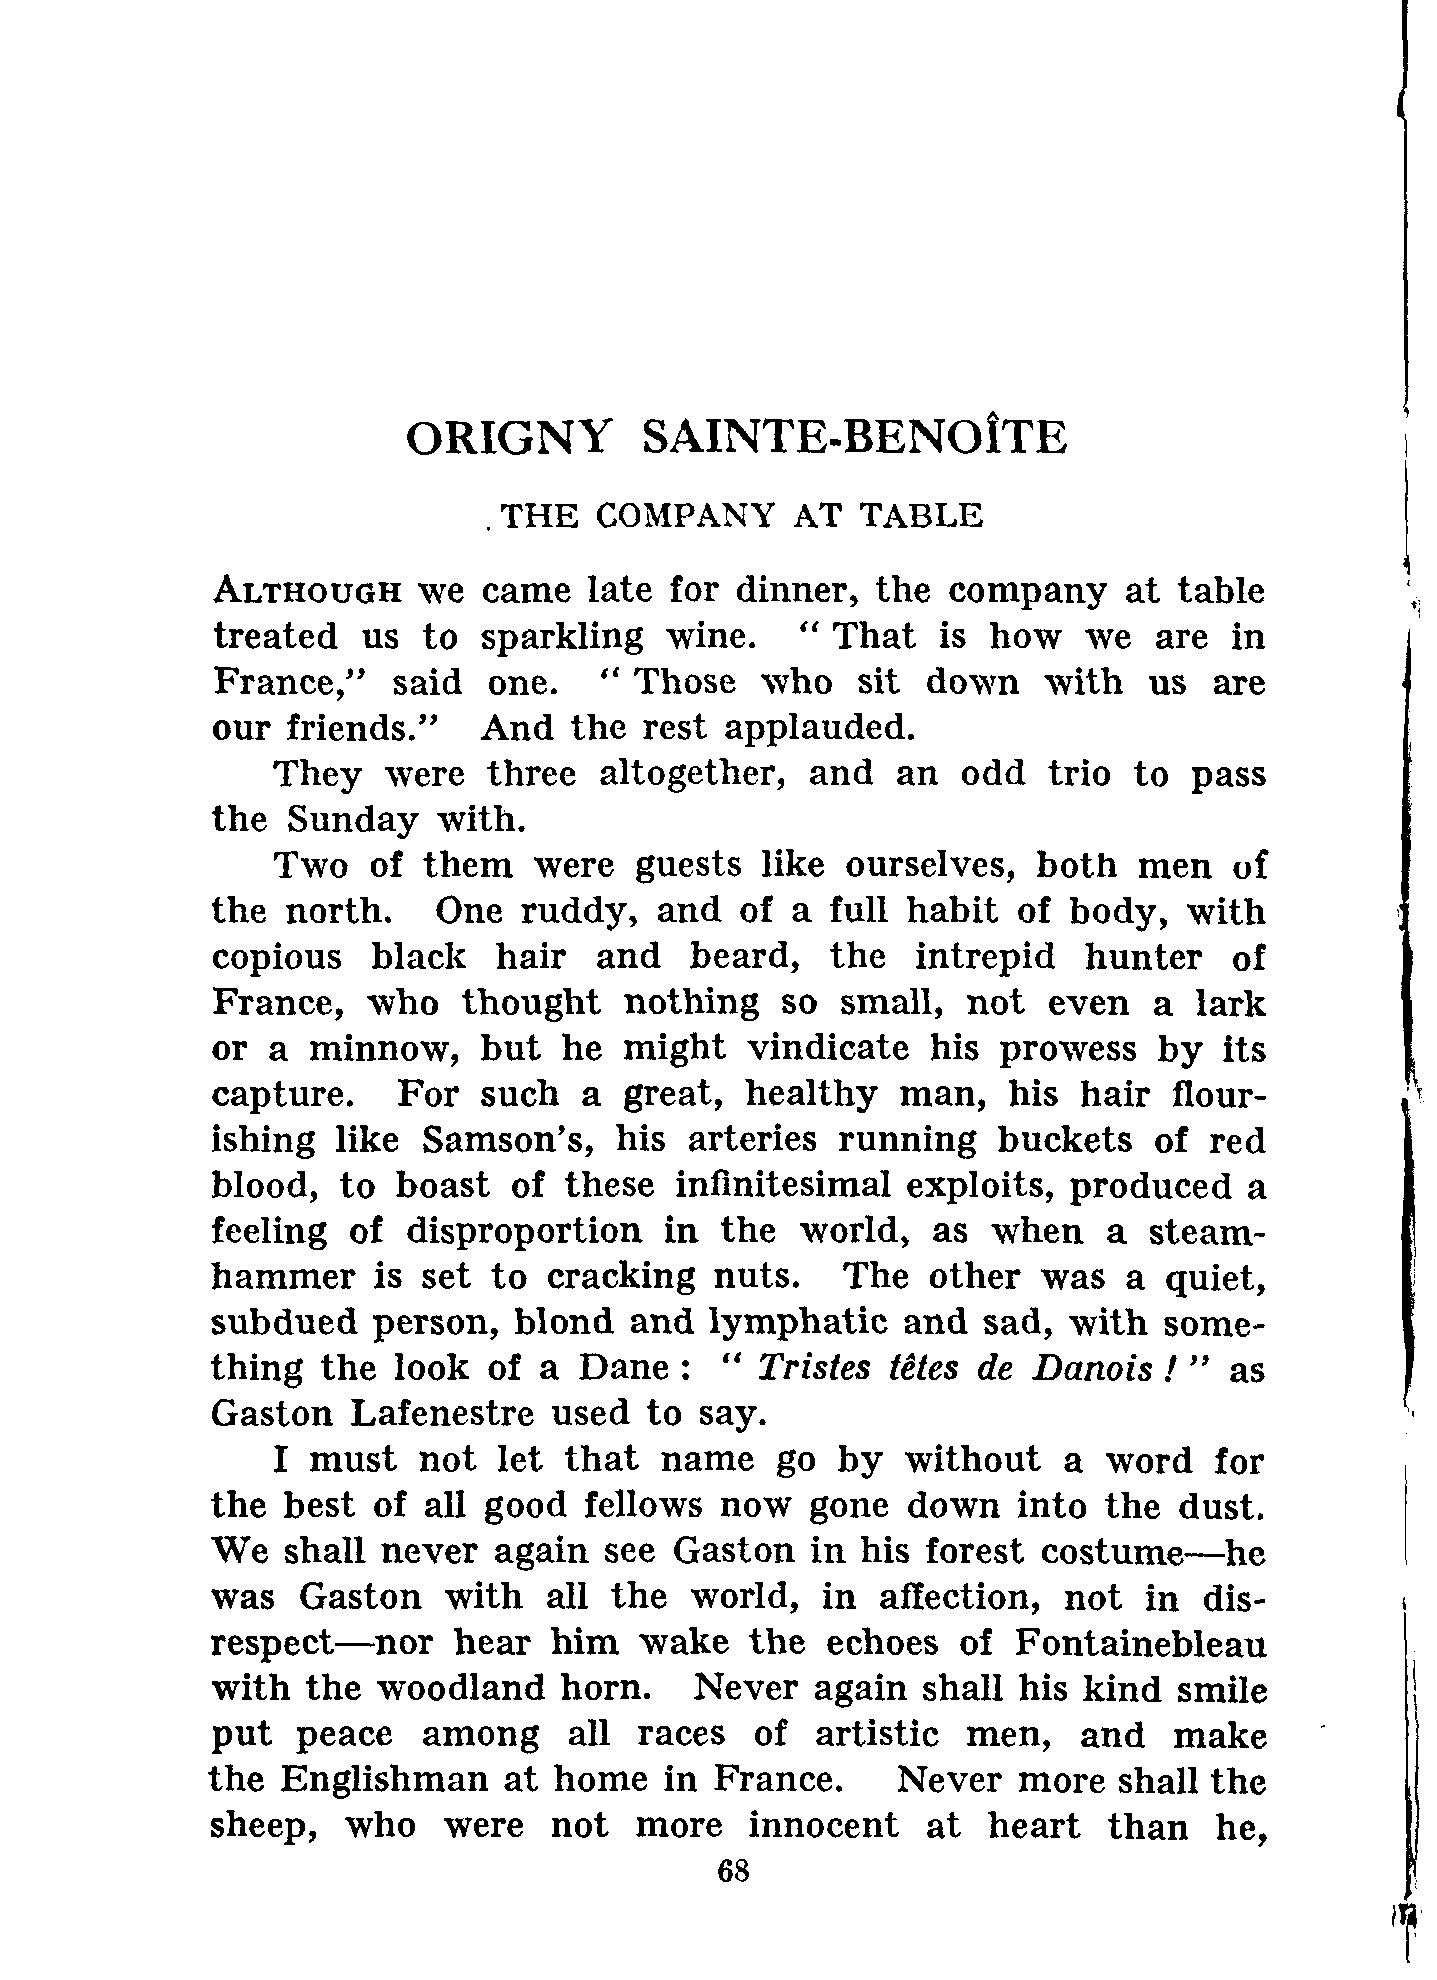 ORIGNY SAINTE-BENOÎTE
THE COMPANY AT TABLE
ALTHOUGH we came late for dinner, the company at table
treated us to sparkling wine. “ That is how we are in
France,” said one. “ Those who sit down with us are
our friends.” And the rest applauded.
They were three altogether, and an odd trio to pass
the Sunday with.
Two of them were guests like ourselves, both men of
the north. One ruddy, and of a full habit of body, with
copious black hair and beard, the intrepid hunter of
France, who thought nothing so small, not even a lark
or a minnow, but he might vindicate his prowess by its
capture. For such a great, healthy man, his hair flour-
ishing like Samson’s, his arteries running buckets of red
blood, to boast of these infinitesimal exploits, produced a
feeling of disproportion in the world, as when a steam-
hammer is set to cracking nuts. The other was a quiet,
subdued person, blond and lymphatic and sad, with some-
thing the look of a Dane : “ Tristes têtes de Danois ! ” as
Gaston Lafenestre used to say.
I must not let that name go by without a word for
the best of all good fellows now gone down into the dust.
We shall never again see Gaston in his forest costume—he
was Gaston with all the world, in affection, not in dis-
respect—nor hear him wake the echoes of Fontainebleau
with the woodland horn. Never again shall his kind smile
put peace among all races of artistic men, and make
the Englishman at home in France. Never more shall the
sheep, who were not more innocent at heart than he,
68